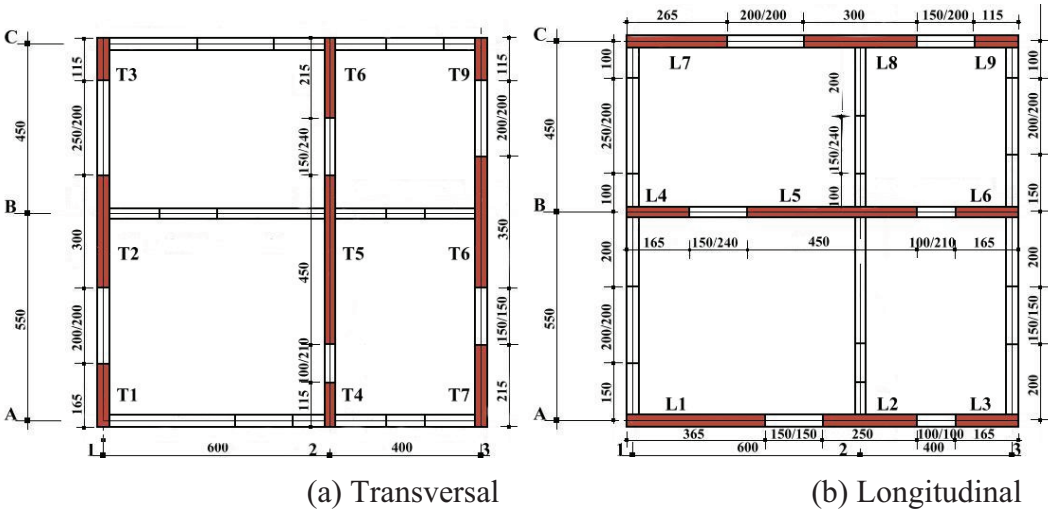 C
B
A
450
550
115
250/200
300
200/200
165
T3
T2
T1
215
150/240
450
100/210
115
T6
T5
T4
T9
T6
T7
200/200
350
150/150
215
1
600
2
400
3
(a) Transversal
265
200/200
300
150/200
115
C
B
A
450
550
100
250/200
100
200
200/200
150
L7
L8
L9
200
150/240
100
L4
L5
L6
165
150/240
450
100/210
165
L1
L2
L3
100
200/200
150
200
150/150
200
365
150/150
250
100/100
165
1
600
2
400
3
(b) Longitudinal